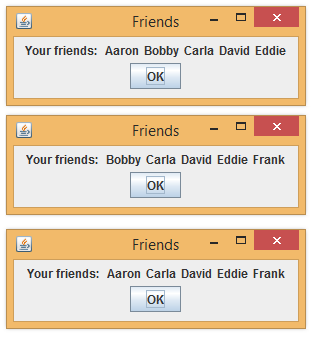 Friends
Your friends: Aaron Bobby Carla David Eddie
OK
Friends
Your friends: Bobby Carla David Eddie Frank
OK
Friends
Your friends: Aaron Carla David Eddie Frank
OK